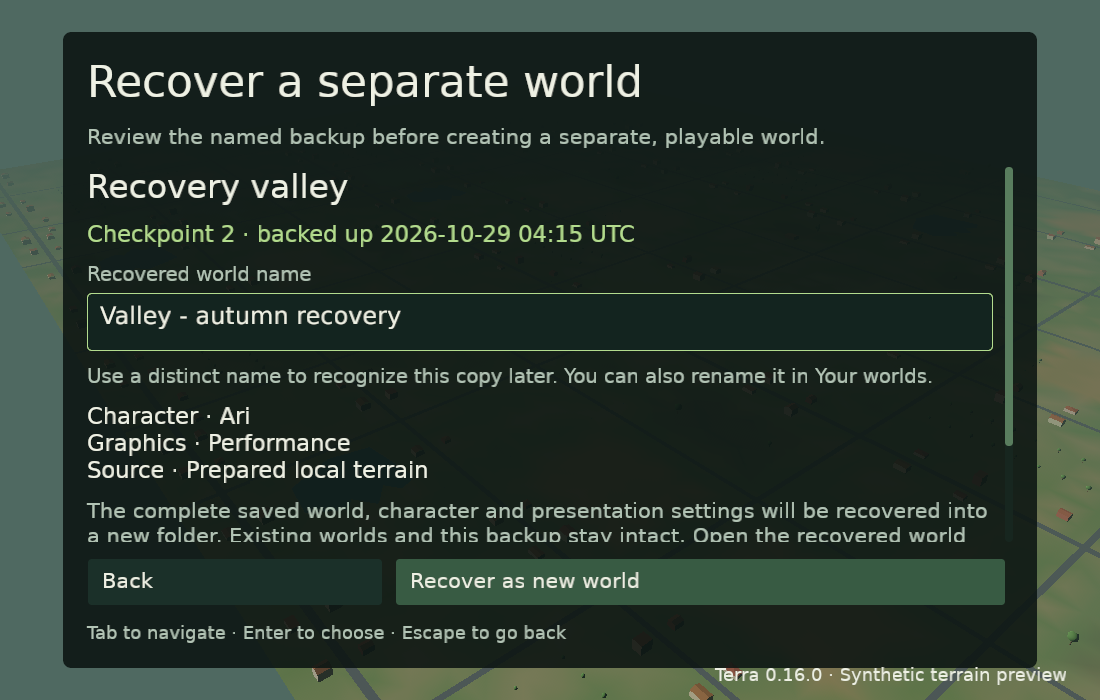 Recover a separate world
Review the named backup before creating a separate, playable world.
Recovery valley
Checkpoint 2 · backed up 2026-10-29 04:15 UTC
Recovered world name
Valley - autumn recovery
Use a distinct name to recognize this copy later. You can also rename it in Your worlds.
Character · Ari
Graphics · Performance
Source · Prepared local terrain
The complete saved world, character and presentation settings will be recovered into
a new folder. Existing worlds and this backup stay intact. Open the recovered world
Back
Recover as new world
Tab to navigate · Enter to choose · Escape to go back
Terra 0.16.0 · Synthetic terrain preview